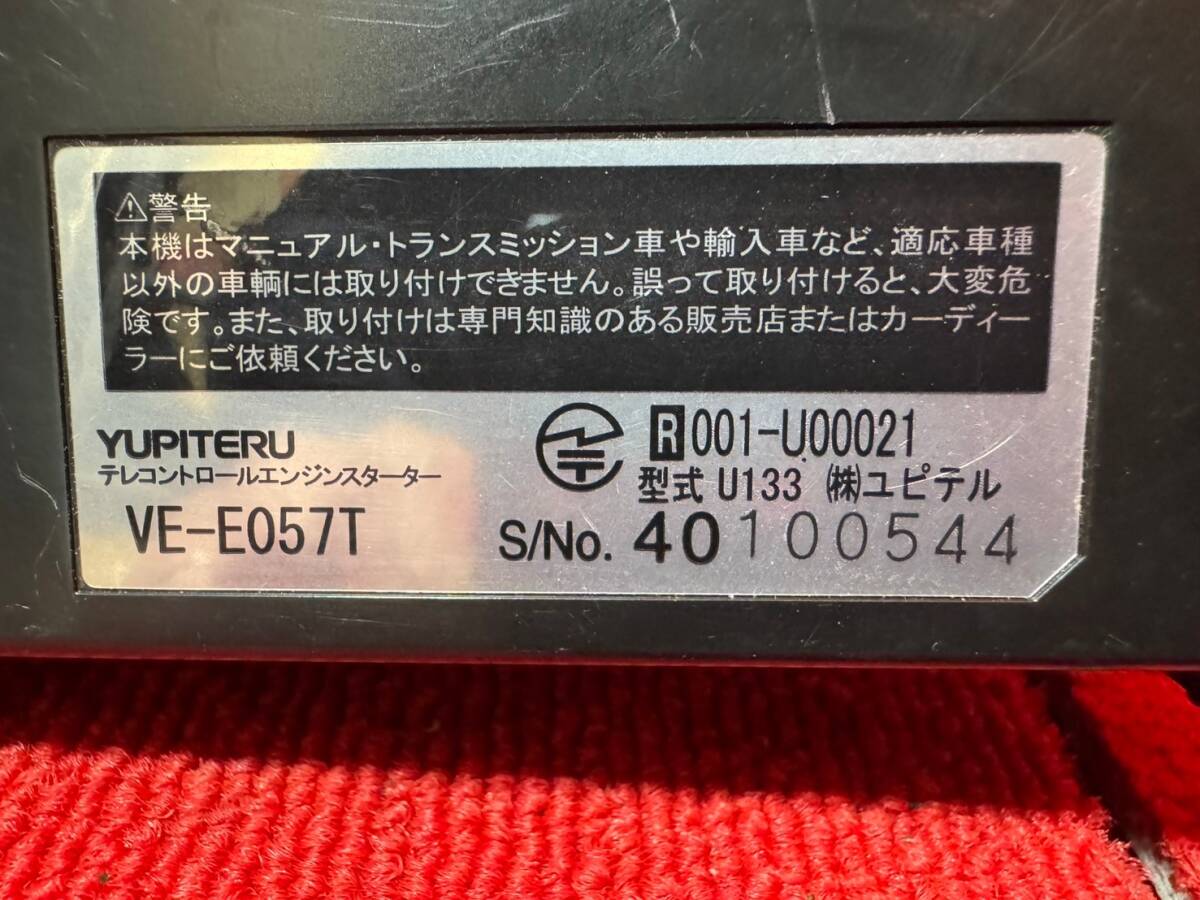 ⚠警告
本機はマニュアル・トランスミッション車や輸入車など、適応車種
以外の車輌には取り付けできません。誤って取り付けると、大変危
険です。また、取り付けは専門知識のある販売店またはカーディー
ラーにご依頼ください。
YUPITERU
テレコントロールエンジンスターター
VE-E057T
R001-U00021
型式 U133 ㈱ユピテル
S/No. 40100544